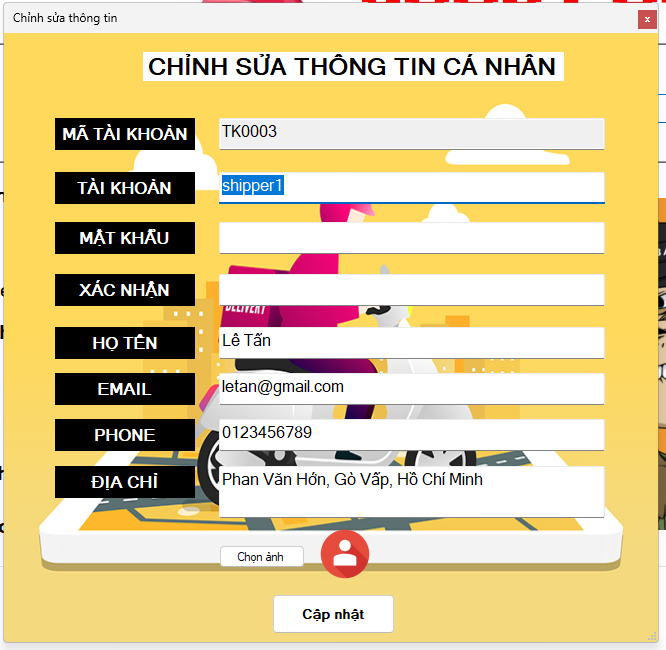 Chỉnh sửa thông tin
CHỈNH SỬA THÔNG TIN CÁ NHÂN
MÃ TÀI KHOẢN TK0003
TÀI KHOẢN shipper1
MẬT KHẨU
XÁC NHẬN
DELIVERY
HỌ TÊN Lê Tấn
EMAIL letan@gmail.com
PHONE 0123456789
ĐỊA CHỈ Phan Văn Hớn, Gò Vấp, Hồ Chí Minh
Chọn ảnh
Cập nhật